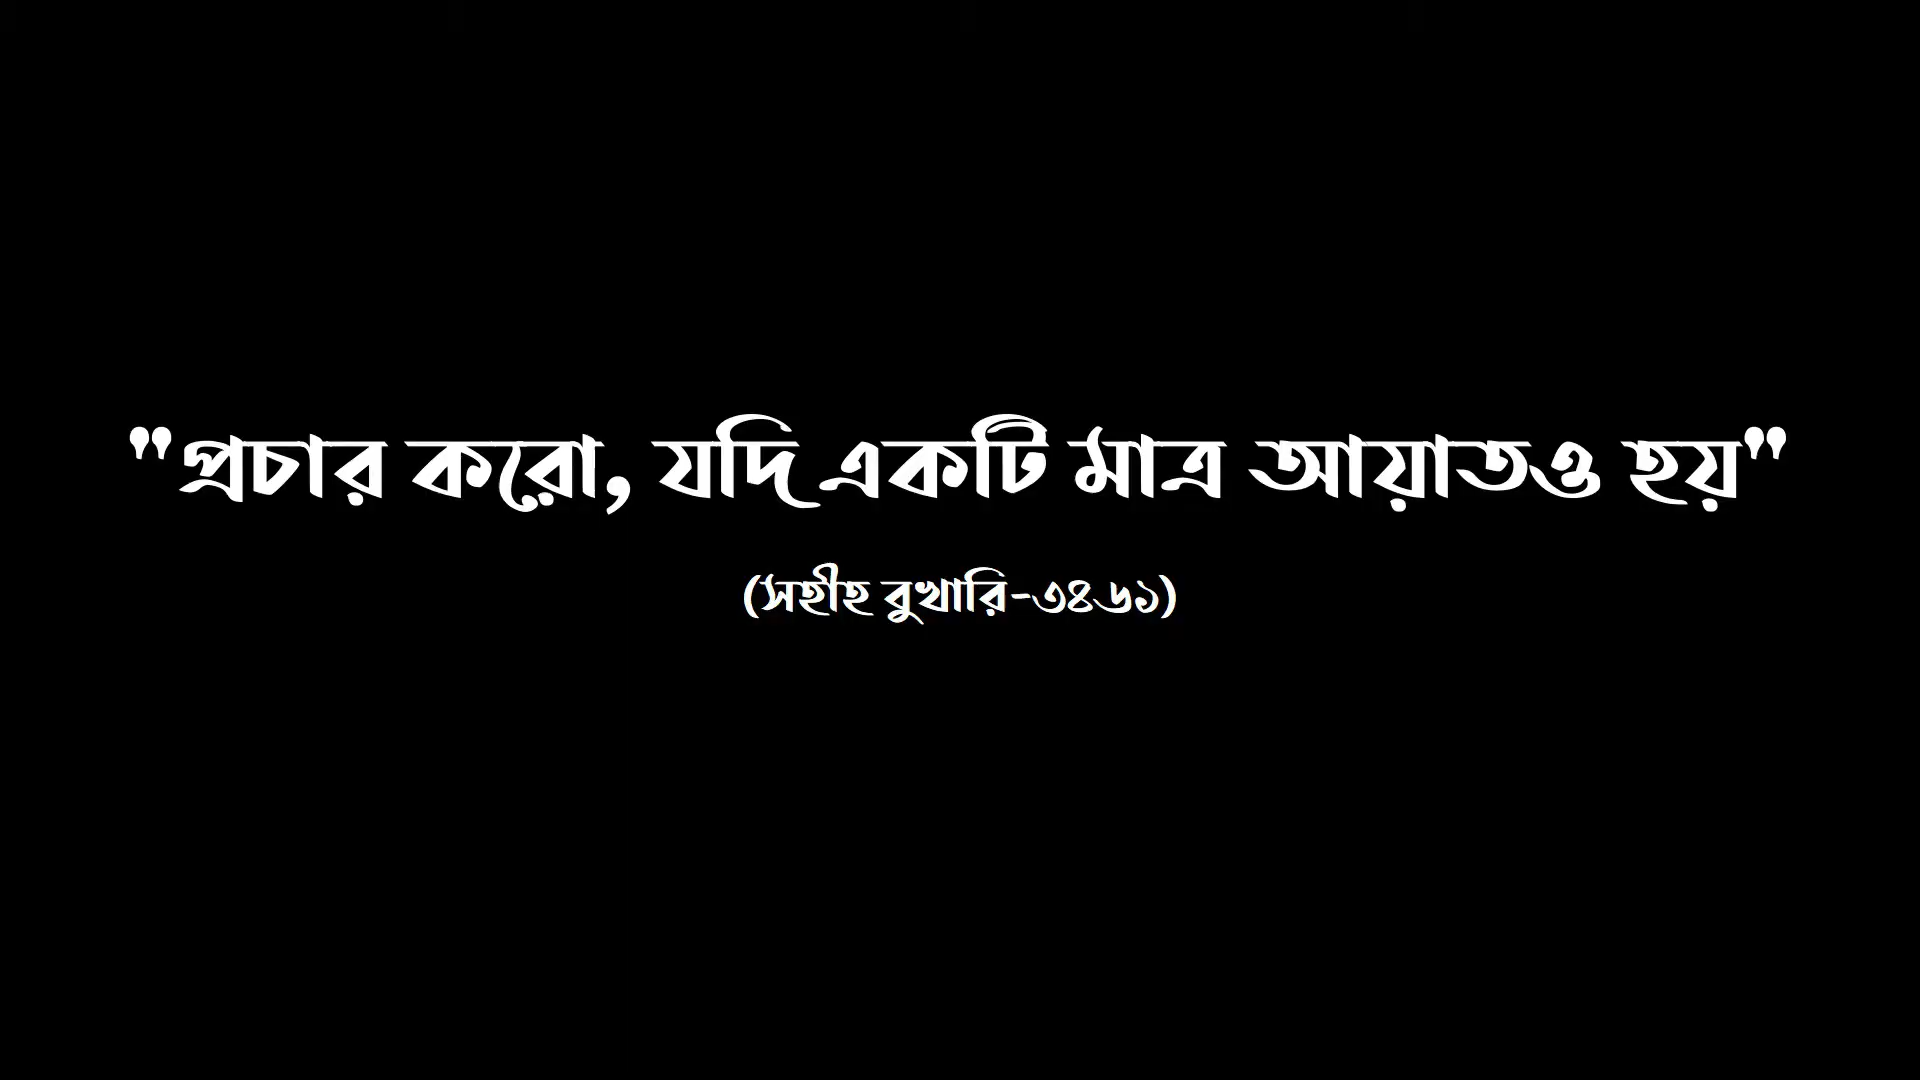 "প্রচার করো, যদি একটি মাত্র আয়াতও হয়"
(সহীহ বুখারি-৩৪৬১)